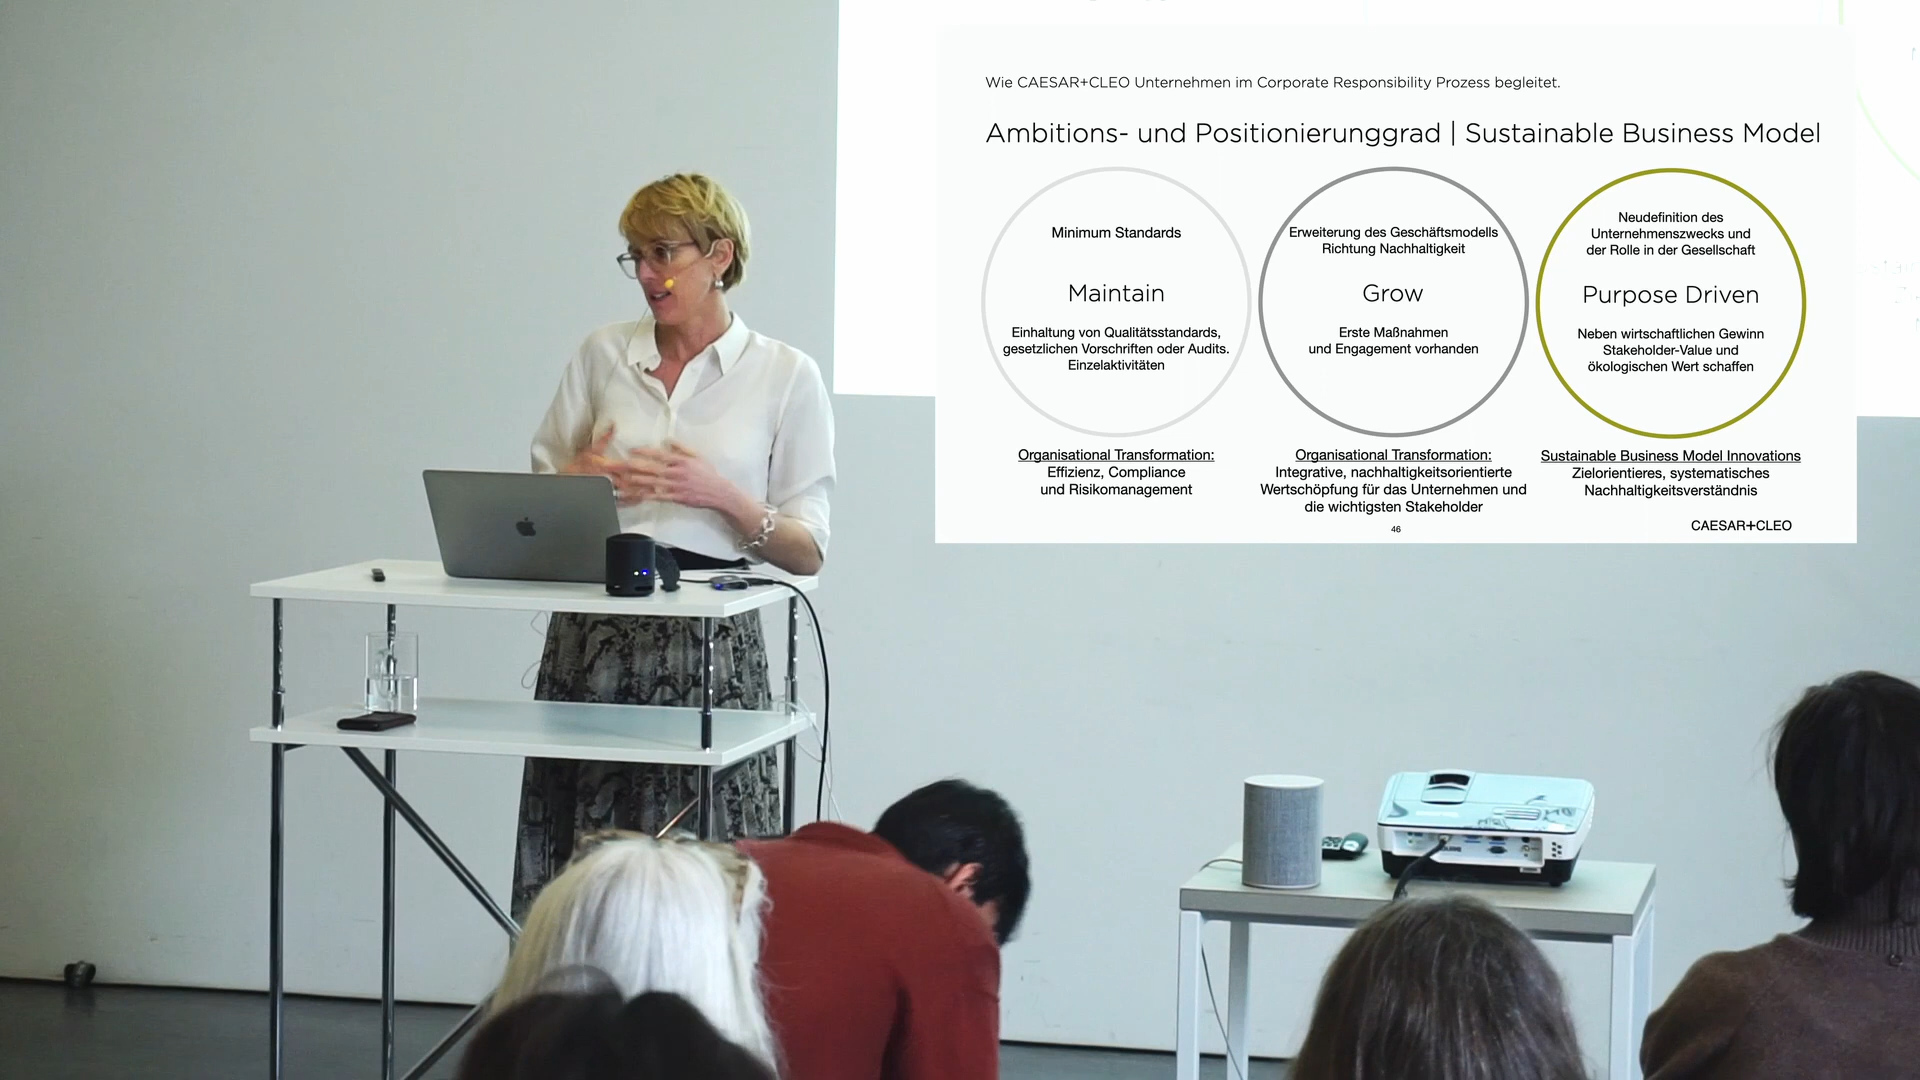 Wie CAESAR+CLEO Unternehmen im Corporate Responsibility Prozess begleitet.
Ambitions- und Positionierunggrad | Sustainable Business Model
Minimum Standards
Maintain
Einhaltung von Qualitätsstandards,
gesetzlichen Vorschriften oder Audits.
Einzelaktivitäten
Organisational Transformation:
Effizienz, Compliance
und Risikomanagement
Erweiterung des Geschäftsmodells
Richtung Nachhaltigkeit
Grow
Erste Maßnahmen
und Engagement vorhanden
Organisational Transformation:
Integrative, nachhaltigkeitsorientierte
Wertschöpfung für das Unternehmen und
die wichtigsten Stakeholder
Neudefinition des
Unternehmenszwecks und
der Rolle in der Gesellschaft
Purpose Driven
Neben wirtschaftlichen Gewinn
Stakeholder-Value und
ökologischen Wert schaffen
Sustainable Business Model Innovations
Zielorientieres, systematisches
Nachhaltigkeitsverständnis
46
CAESAR+CLEO